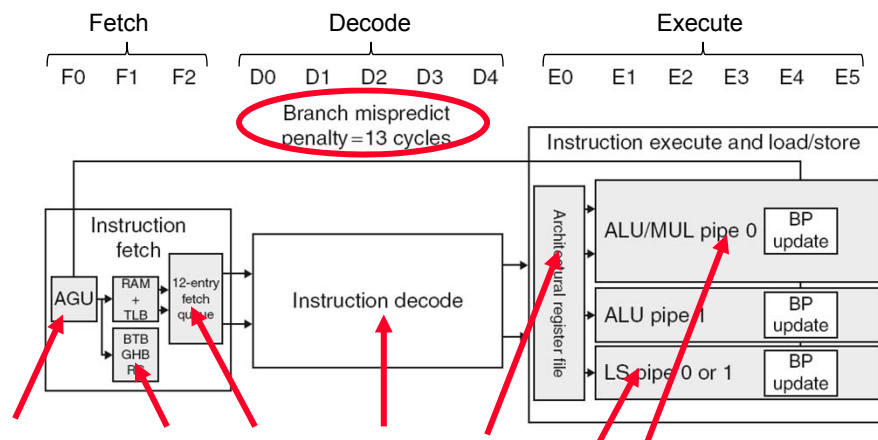 Fetch Decode Execute
F0 F1 F2 D0 D1 D2 D3 D4 E0 E1 E2 E3 E4 E5
Branch mispredict
penalty=13 cycles
Instruction execute and load/store
Instruction
fetch
AGU
RAM
+
TLB
BTB
GHB
12-entry
fetch
queue
Instruction decode
Architectural register file
ALU/MUL pipe 0
BP
update
ALU pipe 1
BP
update
LS pipe 0 or 1
BP
update